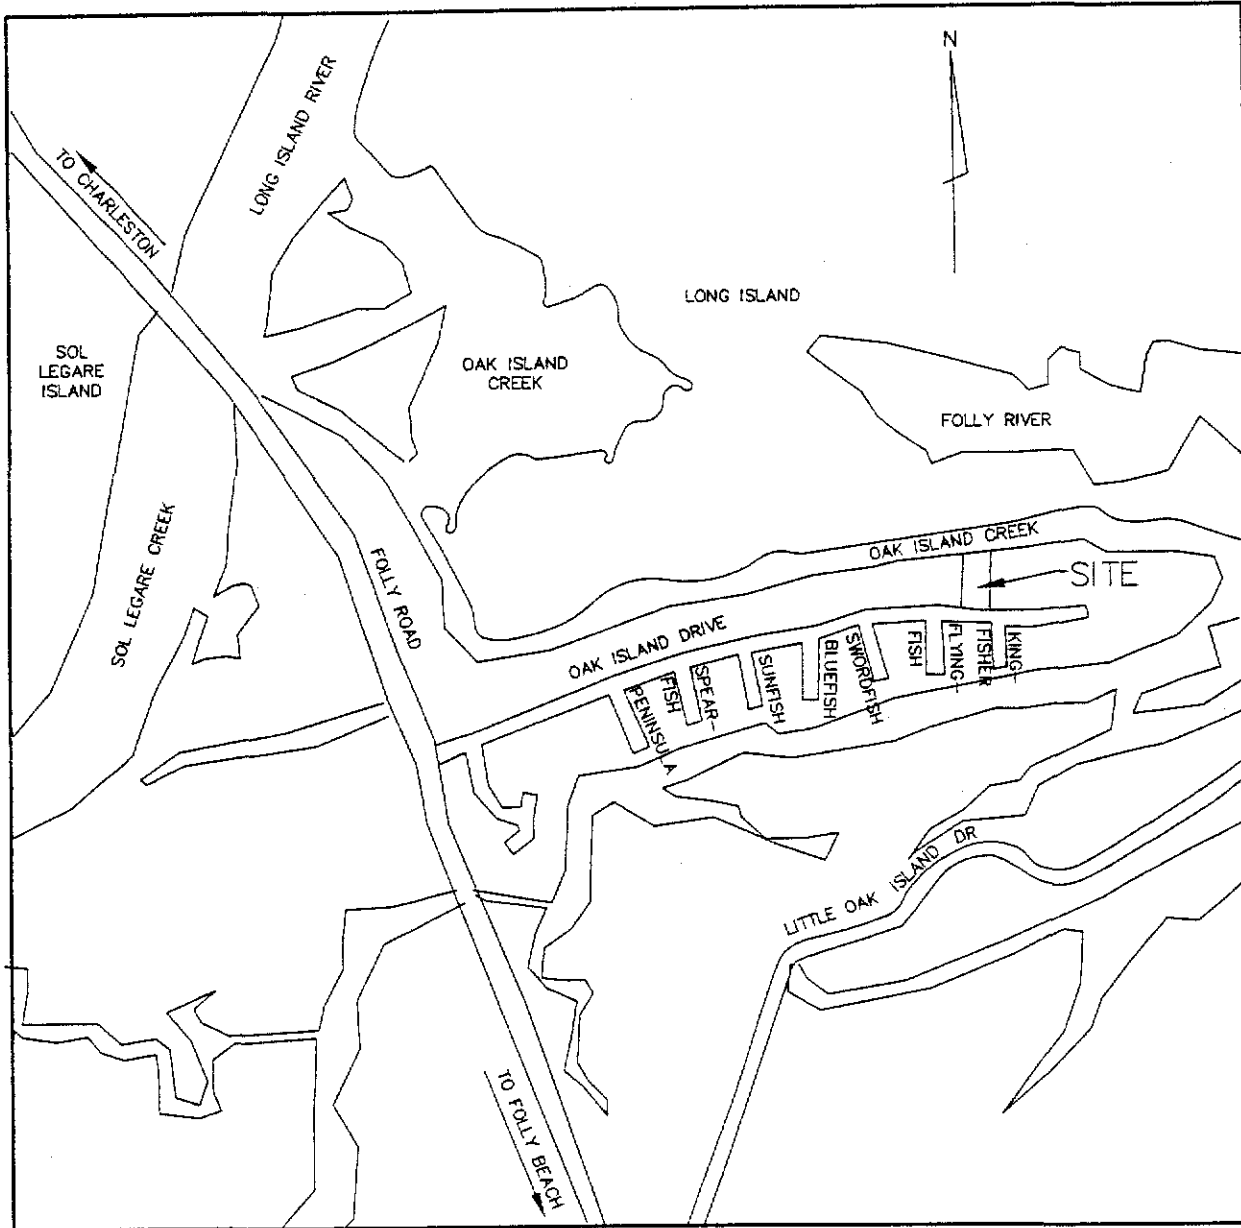 N
LONG ISLAND RIVER
TO CHARLESTON
LONG ISLAND
SOL
LEGARE
ISLAND
OAK ISLAND
CREEK
FOLLY RIVER
SOL LEGARE CREEK
FOLLY ROAD
OAK ISLAND CREEK
SITE
OAK ISLAND DRIVE
PENINSULA
SPEAR-
FISH
SUNFISH
BLUEFISH
SWORDFISH
FLYING-
FISH
KING-
FISHER
LITTLE OAK ISLAND DR
TO FOLLY BEACH